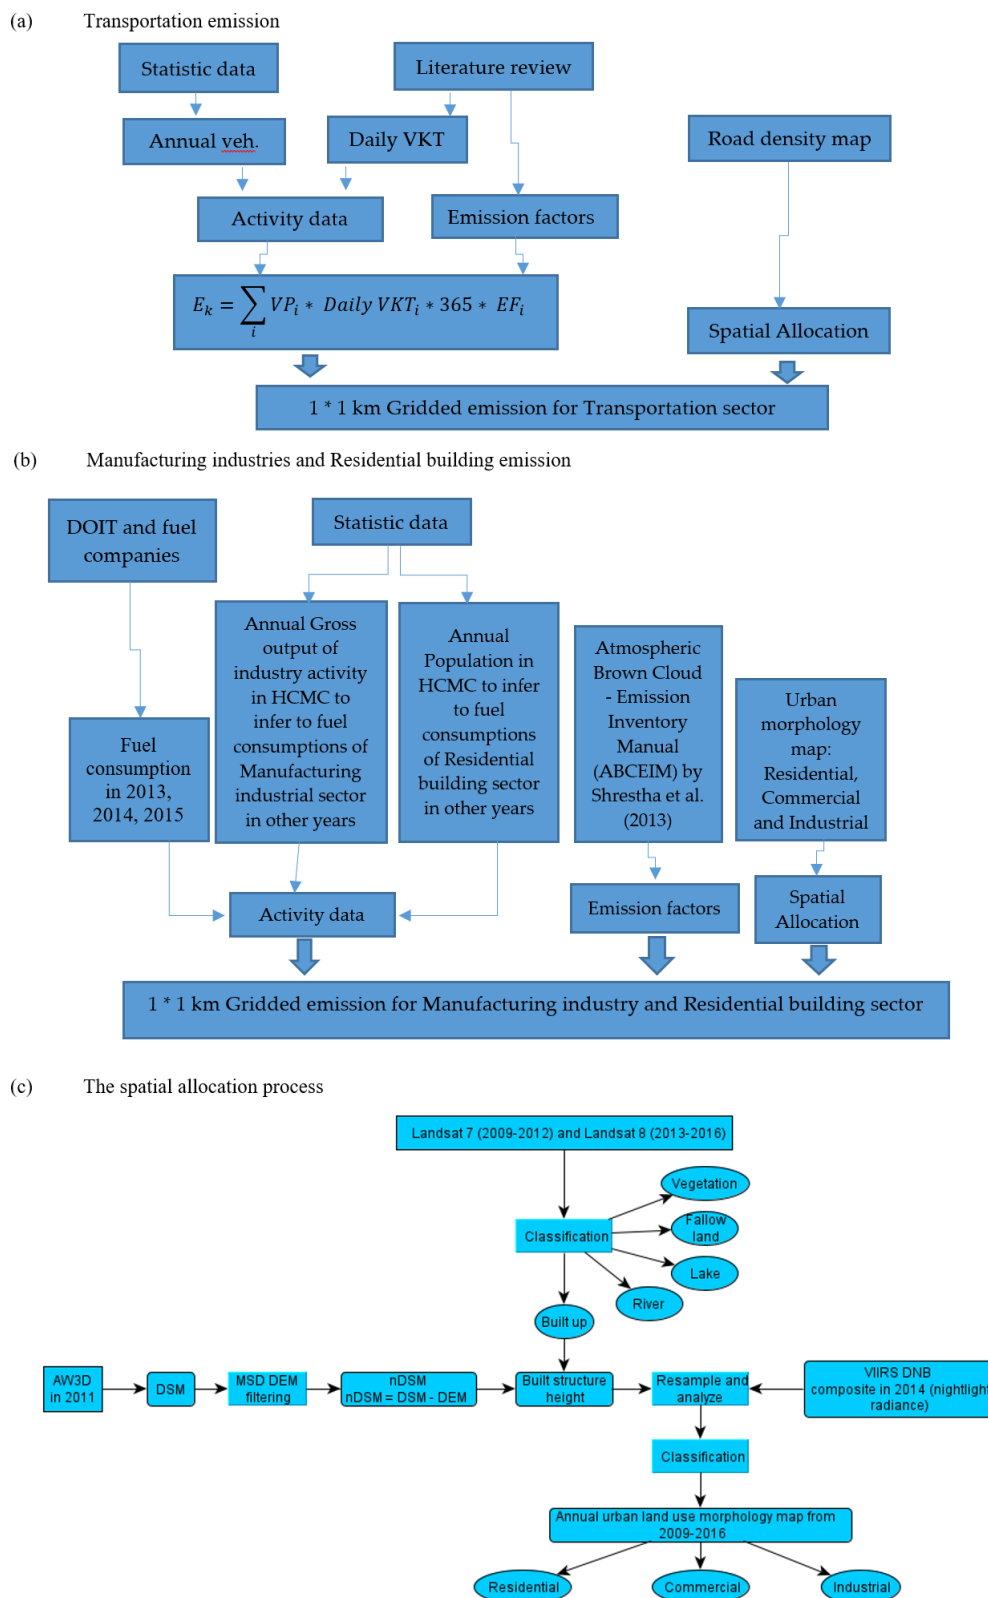 (a) Transportation emission
Statistic data
Literature review
Annual veh.
Daily VKT
Road density map
Activity data
Emission factors
E_k = ∑_i VP_i * Daily VKT_i * 365 * EF_i
Spatial Allocation
1 * 1 km Gridded emission for Transportation sector
(b) Manufacturing industries and Residential building emission
DOIT and fuel
companies
Statistic data
Annual Gross
output of
industry activity
in HCMC to
infer to fuel
consumptions of
Manufacturing
industrial sector
in other years
Annual
Population in
HCMC to infer
to fuel
consumptions
of Residential
building sector
in other years
Atmospheric
Brown Cloud
- Emission
Inventory
Manual
(ABCEIM) by
Shrestha et al.
(2013)
Urban
morphology
map:
Residential,
Commercial
and Industrial
Fuel
consumption
in 2013,
2014, 2015
Activity data
Emission factors
Spatial
Allocation
1 * 1 km Gridded emission for Manufacturing industry and Residential building sector
(c) The spatial allocation process
Landsat 7 (2009-2012) and Landsat 8 (2013-2016)
Vegetation
Classification
Fallow
land
Lake
River
Built up
AW3D
in 2011
DSM
MSD DEM
filtering
nDSM
nDSM = DSM - DEM
Built structure
height
Resample and
analyze
VIIRS DNB
composite in 2014 (nightlight
radiance)
Classification
Annual urban land use morphology map from
2009-2016
Residential
Commercial
Industrial